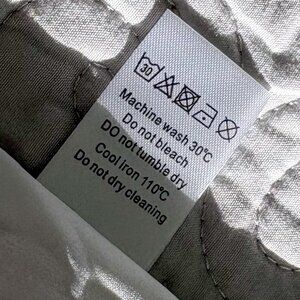 30
Machine wash 30°C
Do not bleach
DO not tumble dry
Cool Iron 110°C
Do not dry cleaning